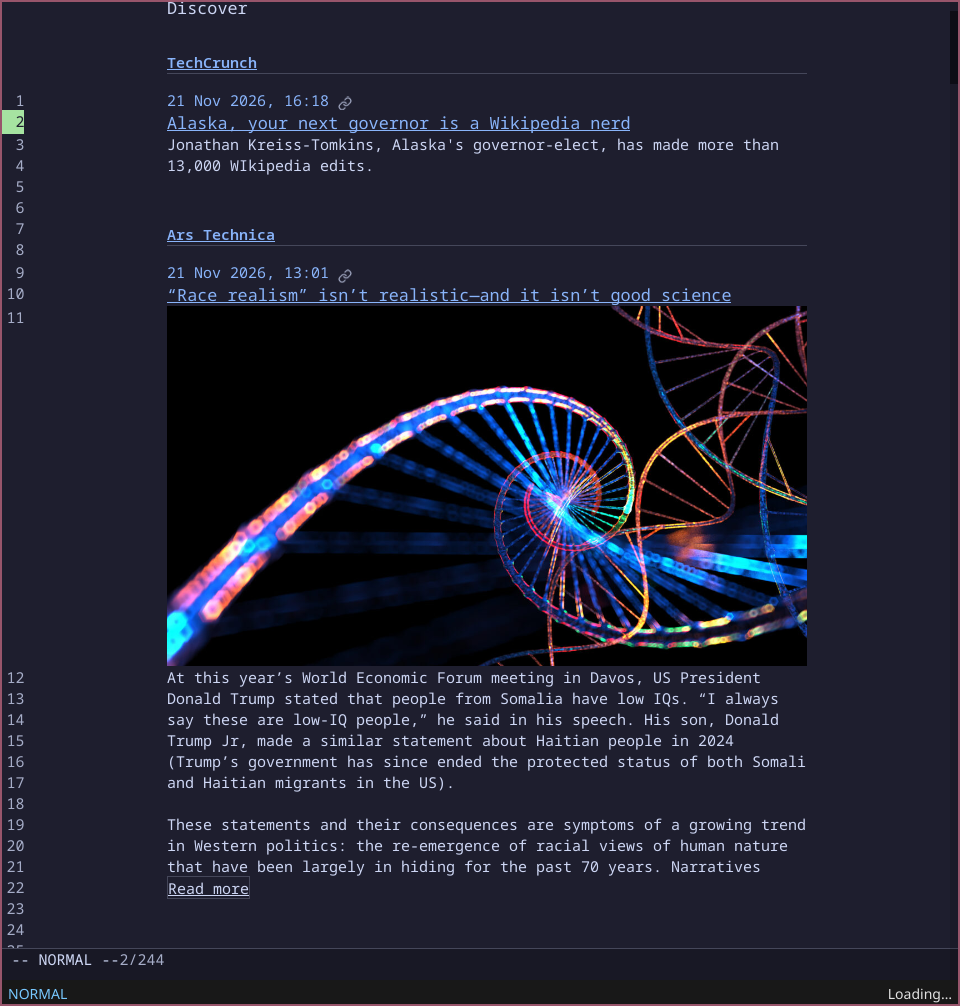 Discover
TechCrunch
1 21 Nov 2026, 16:18
2 Alaska, your next governor is a Wikipedia nerd
3 Jonathan Kreiss-Tomkins, Alaska's governor-elect, has made more than
4 13,000 WIkipedia edits.
5
6
7 Ars Technica
8
9 21 Nov 2026, 13:01
10 “Race realism” isn’t realistic—and it isn’t good science
11
12 At this year’s World Economic Forum meeting in Davos, US President
13 Donald Trump stated that people from Somalia have low IQs. “I always
14 say these are low-IQ people,” he said in his speech. His son, Donald
15 Trump Jr, made a similar statement about Haitian people in 2024
16 (Trump’s government has since ended the protected status of both Somali
17 and Haitian migrants in the US).
18
19 These statements and their consequences are symptoms of a growing trend
20 in Western politics: the re-emergence of racial views of human nature
21 that have been largely in hiding for the past 70 years. Narratives
22 Read more
23
24
25
-- NORMAL --2/244
NORMAL Loading…